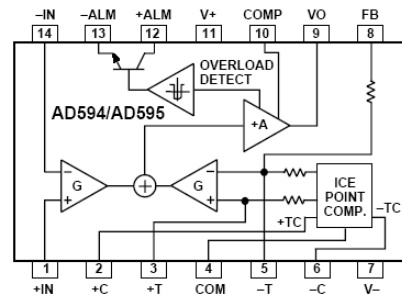 –IN –ALM +ALM V+ COMP VO FB
14 13 12 11 10 9 8
OVERLOAD
DETECT
AD594/AD595
+A
– –
G G
+ +
ICE
POINT
COMP.
+TC
–TC
1 2 3 4 5 6 7
+IN +C +T COM –T –C V–